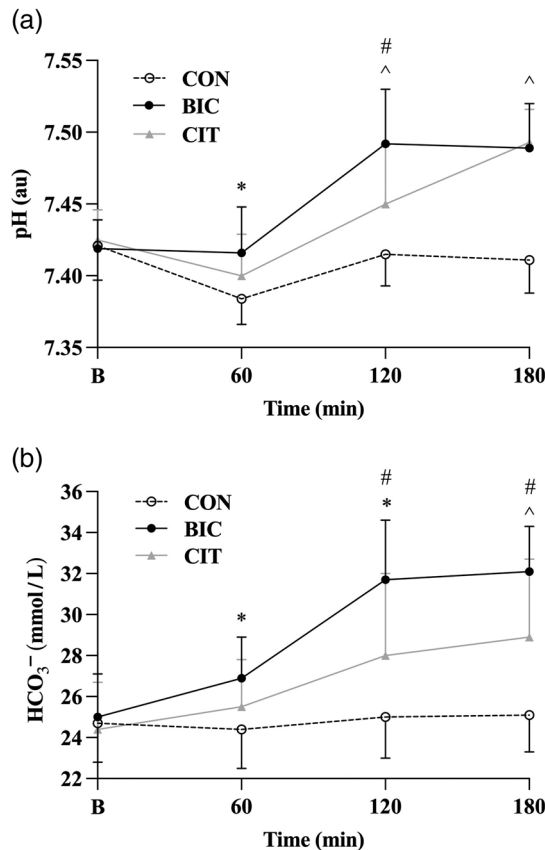 (a)
#
^
^
7.55
CON
BIC
CIT
7.50
*
7.45
7.40
7.35
pH (au)
B
60
120
180
Time (min)
(b)
#
#
*
^
36
CON
34
BIC
32
CIT
30
*
28
26
24
22
HCO₃⁻ (mmol/L)
B
60
120
180
Time (min)